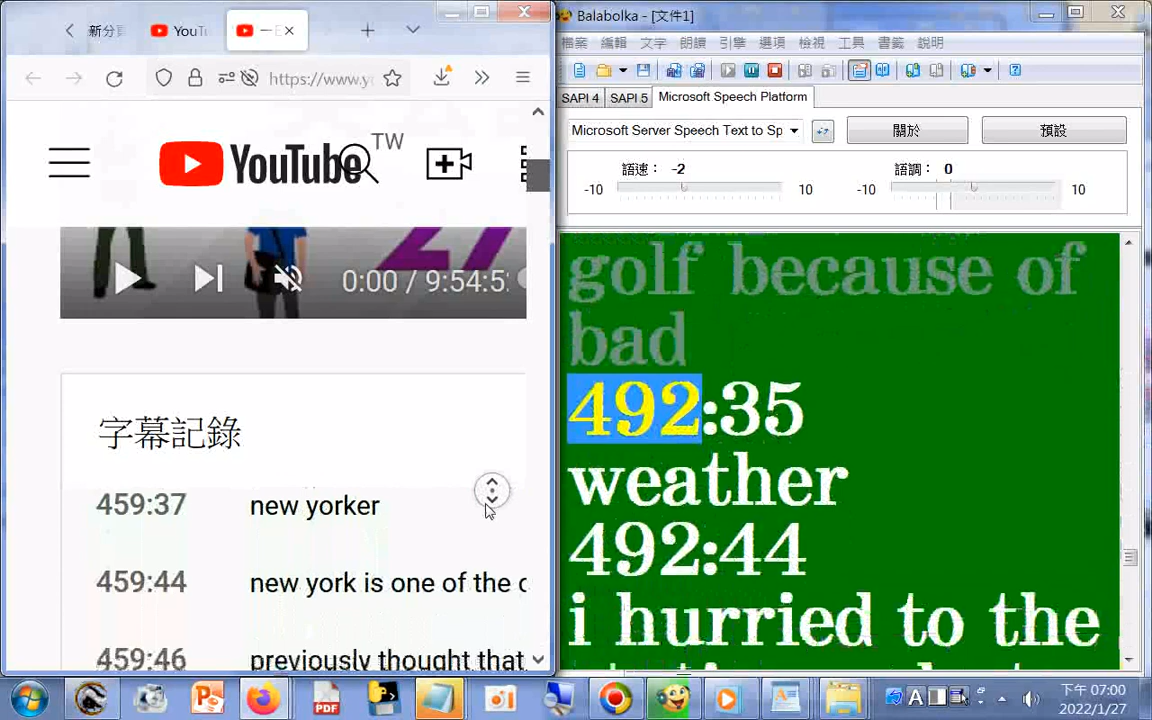 新分
YouTu
一 E
https://www.y
YouTube
TW
27
0:00 / 9:54:5
字幕記錄
459:37 new yorker
459:44 new york is one of the c
459:46 previously thought that
Balabolka - [文件1]
檔案 編輯 文字 朗讀 引擎 選項 檢視 工具 書籤 說明
SAPI 4 SAPI 5 Microsoft Speech Platform
Microsoft Server Speech Text to Sp 關於 預設
語速： -2 語調： 0
-10 10 -10 10
golf because of
bad
492:35
weather
492:44
i hurried to the
PDF
A
下午 07:00
2022/1/27